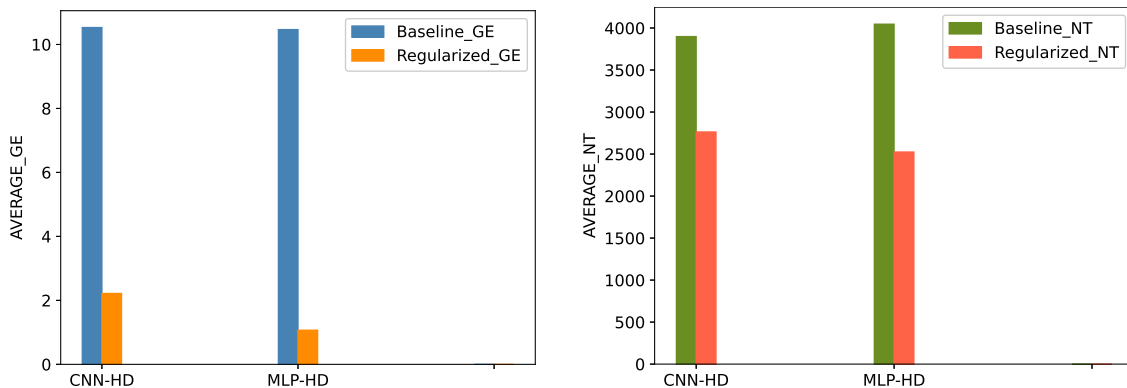 AVERAGE_GE
10
8
6
4
2
0
CNN-HD
MLP-HD
Baseline_GE
Regularized_GE
AVERAGE_NT
4000
3500
3000
2500
2000
1500
1000
500
0
CNN-HD
MLP-HD
Baseline_NT
Regularized_NT